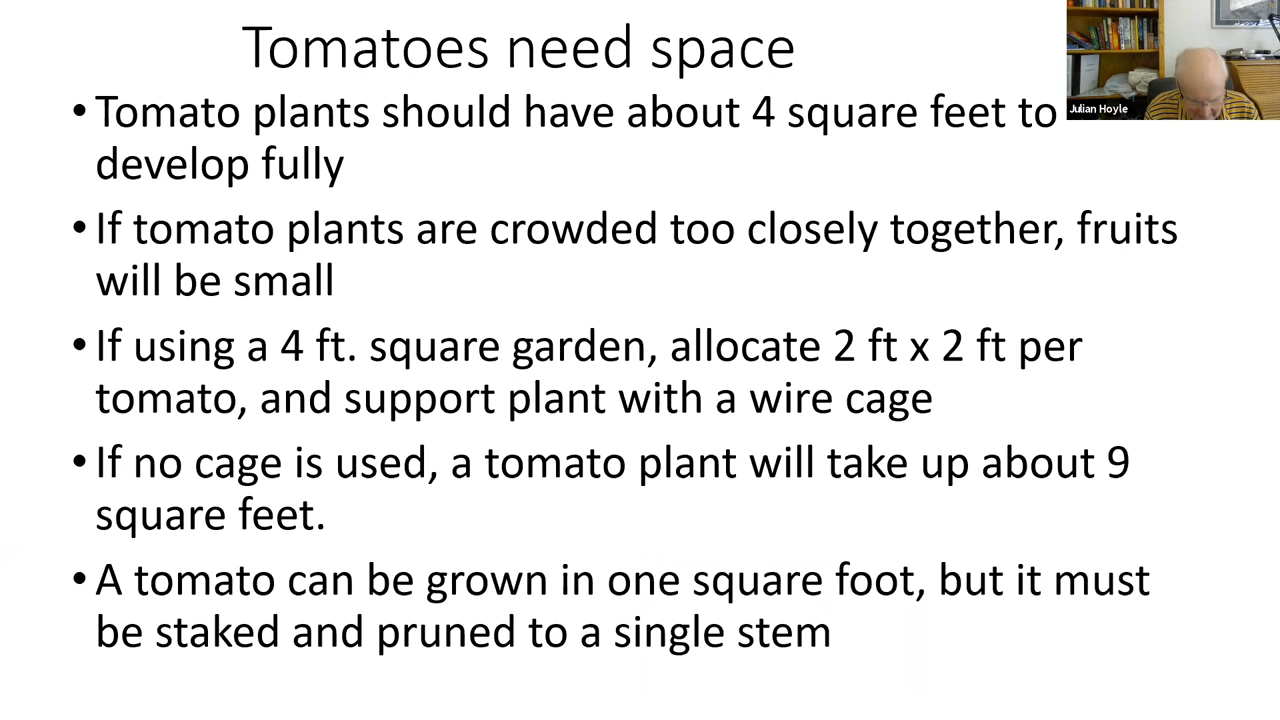 Tomatoes need space
• Tomato plants should have about 4 square feet to
develop fully
• If tomato plants are crowded too closely together, fruits
will be small
• If using a 4 ft. square garden, allocate 2 ft x 2 ft per
tomato, and support plant with a wire cage
• If no cage is used, a tomato plant will take up about 9
square feet.
• A tomato can be grown in one square foot, but it must
be staked and pruned to a single stem
Julian Hoyle